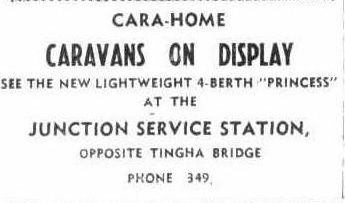 CARA-HOME
CARAVANS ON DISPLAY
SEE THE NEW LIGHTWEIGHT 4-BERTH "PRINCESS"
AT THE
JUNCTION SERVICE STATION,
OPPOSITE TINGHA BRIDGE
PHONE 349.